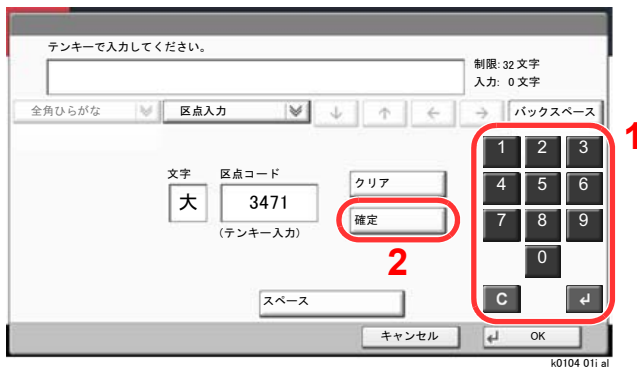 テンキーで入力してください。
制限: 32 文字
入力: 0 文字
全角ひらがな 区点入力 ↓ ↑ ← → バックスペース
1
1 2 3
文字 区点コード クリア
4 5 6
大 3471 確定
7 8 9
(テンキー入力)
2
0
スペース
C ↵
キャンセル ↵ OK
k0104 01i al